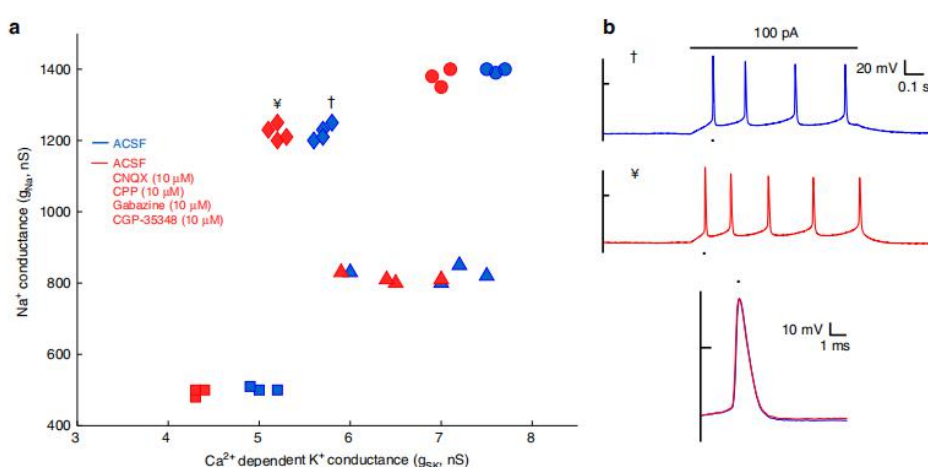 a
Na+ conductance (gNa, nS)
1400
1200
1000
800
600
400
¥
†
ACSF
ACSF
CNQX (10 μM)
CPP (10 μM)
Gabazine (10 μM)
CGP-35348 (10 μM)
3
4
5
6
7
8
Ca2+ dependent K+ conductance (gSK, nS)
b
100 pA
†
20 mV
0.1 s
¥
10 mV
1 ms